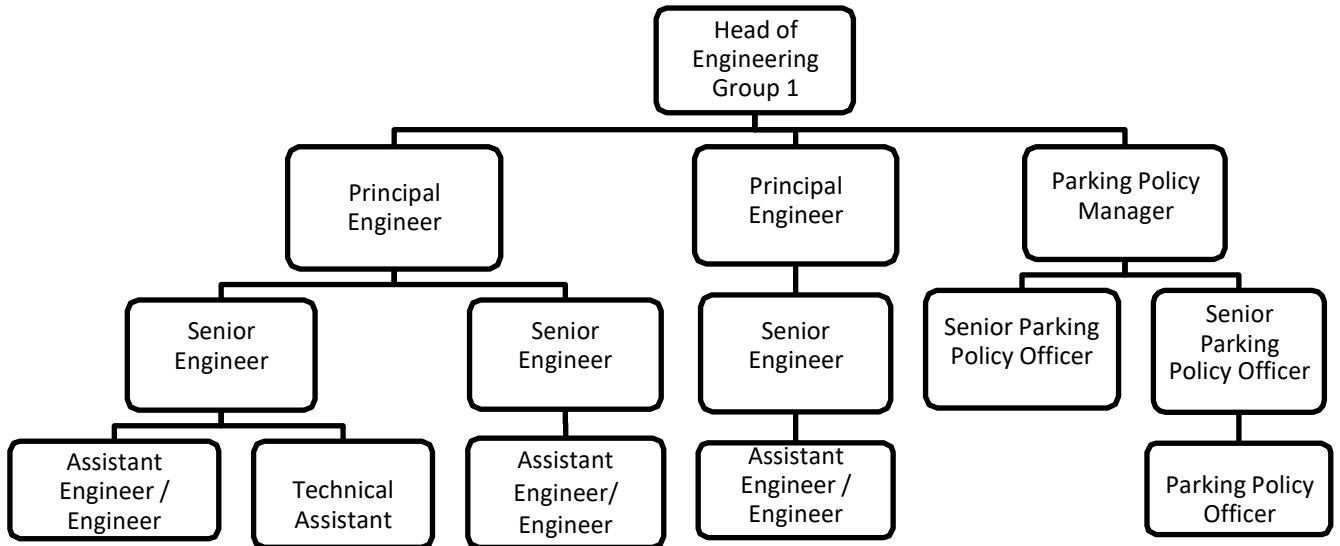 Head of
Engineering
Group 1
Principal
Engineer
Principal
Engineer
Parking Policy
Manager
Senior
Engineer
Senior
Engineer
Senior
Engineer
Senior Parking
Policy Officer
Senior
Parking
Policy Officer
Assistant
Engineer /
Engineer
Technical
Assistant
Assistant
Engineer/
Engineer
Assistant
Engineer /
Engineer
Parking Policy
Officer